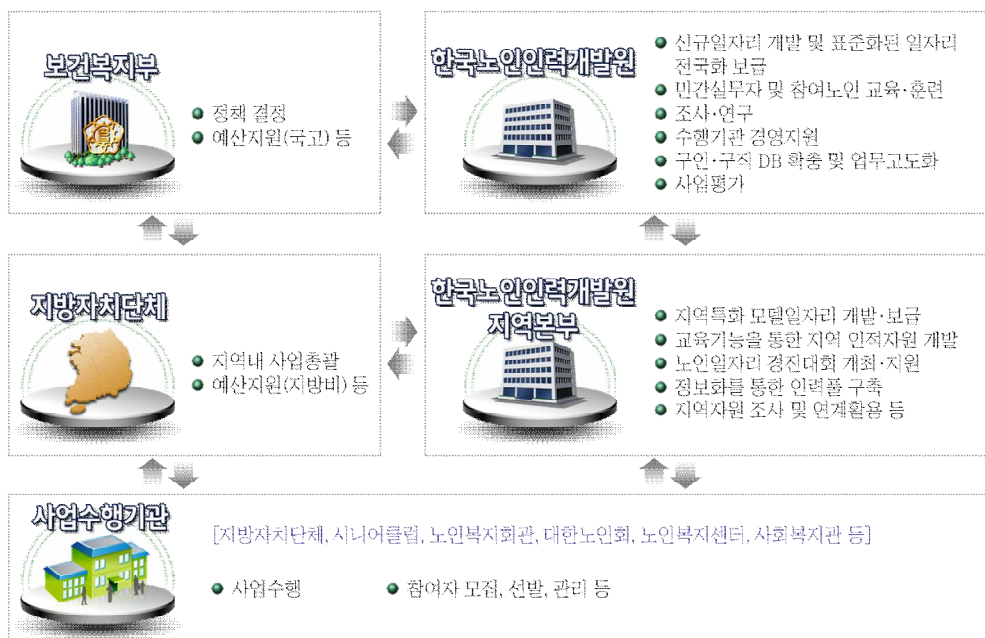 보건복지부
정책 결정
예산지원(국고) 등
한국노인인력개발원
신규일자리 개발 및 표준화된 일자리
전국화 보급
민간실무자 및 참여노인 교육·훈련
조사·연구
수행기관 경영지원
구인·구직 DB 확충 및 업무고도화
사업평가
지방자치단체
지역내 사업총괄
예산지원(지방비) 등
한국노인인력개발원
지역본부
지역특화 모델일자리 개발·보급
교육기능을 통한 지역 인적자원 개발
노인일자리 경진대회 개최·지원
정보화를 통한 인력풀 구축
지역자원 조사 및 연계활용 등
사업수행기관
[지방자치단체, 시니어클럽, 노인복지회관, 대한노인회, 노인복지센터, 사회복지관 등]
사업수행
참여자 모집, 선발, 관리 등